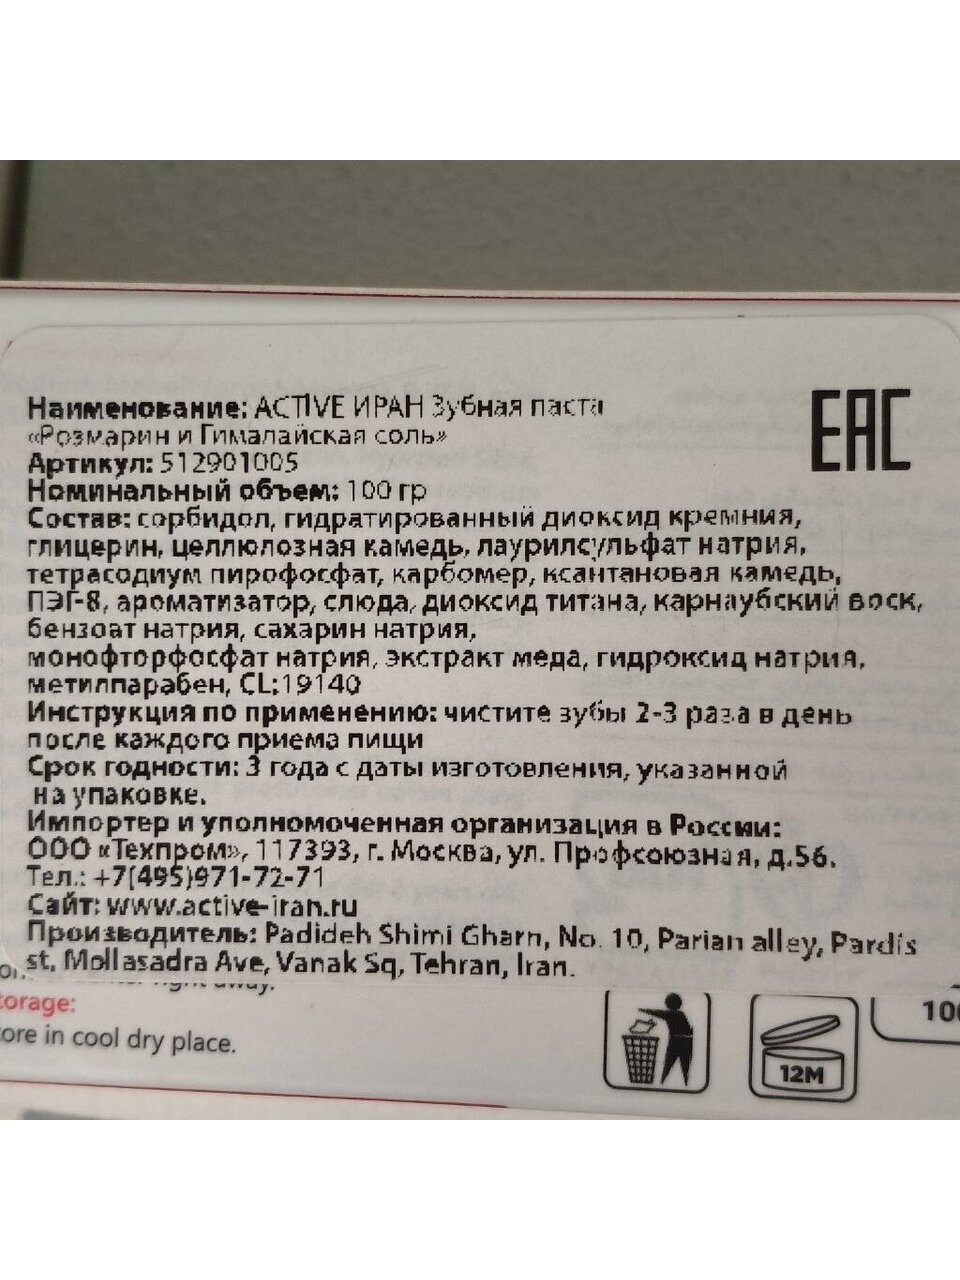 Наименование: ACTIVE ИРАН Зубная паста
«Розмарин и Гималайская соль»
Артикул: 512901005
Номинальный объем: 100 гр
Состав: сорбидол, гидратированный диоксид кремния,
глицерин, целлюлозная камедь, лаурилсульфат натрия,
тетрасодиум пирофосфат, карбомер, ксантановая камедь,
ПЭГ-8, ароматизатор, слюда, диоксид титана, карнаубский воск,
бензоат натрия, сахарин натрия,
монофторфосфат натрия, экстракт меда, гидроксид натрия,
метилпарабен, CL:19140
Инструкция по применению: чистите зубы 2-3 раза в день
после каждого приема пищи
Срок годности: 3 года с даты изготовления, указанной
на упаковке.
Импортер и уполномоченная организация в России:
ООО «Техпром», 117393, г. Москва, ул. Профсоюзная, д.56.
Тел.: +7(495)971-72-71
Сайт: www.active-iran.ru
Производитель: Padideh Shimi Gharn, No. 10, Parian alley, Pardis
st, Mollasadra Ave, Vanak Sq, Tehran, Iran.
EAC
right away.
torage:
ore in cool dry place.
12M
100